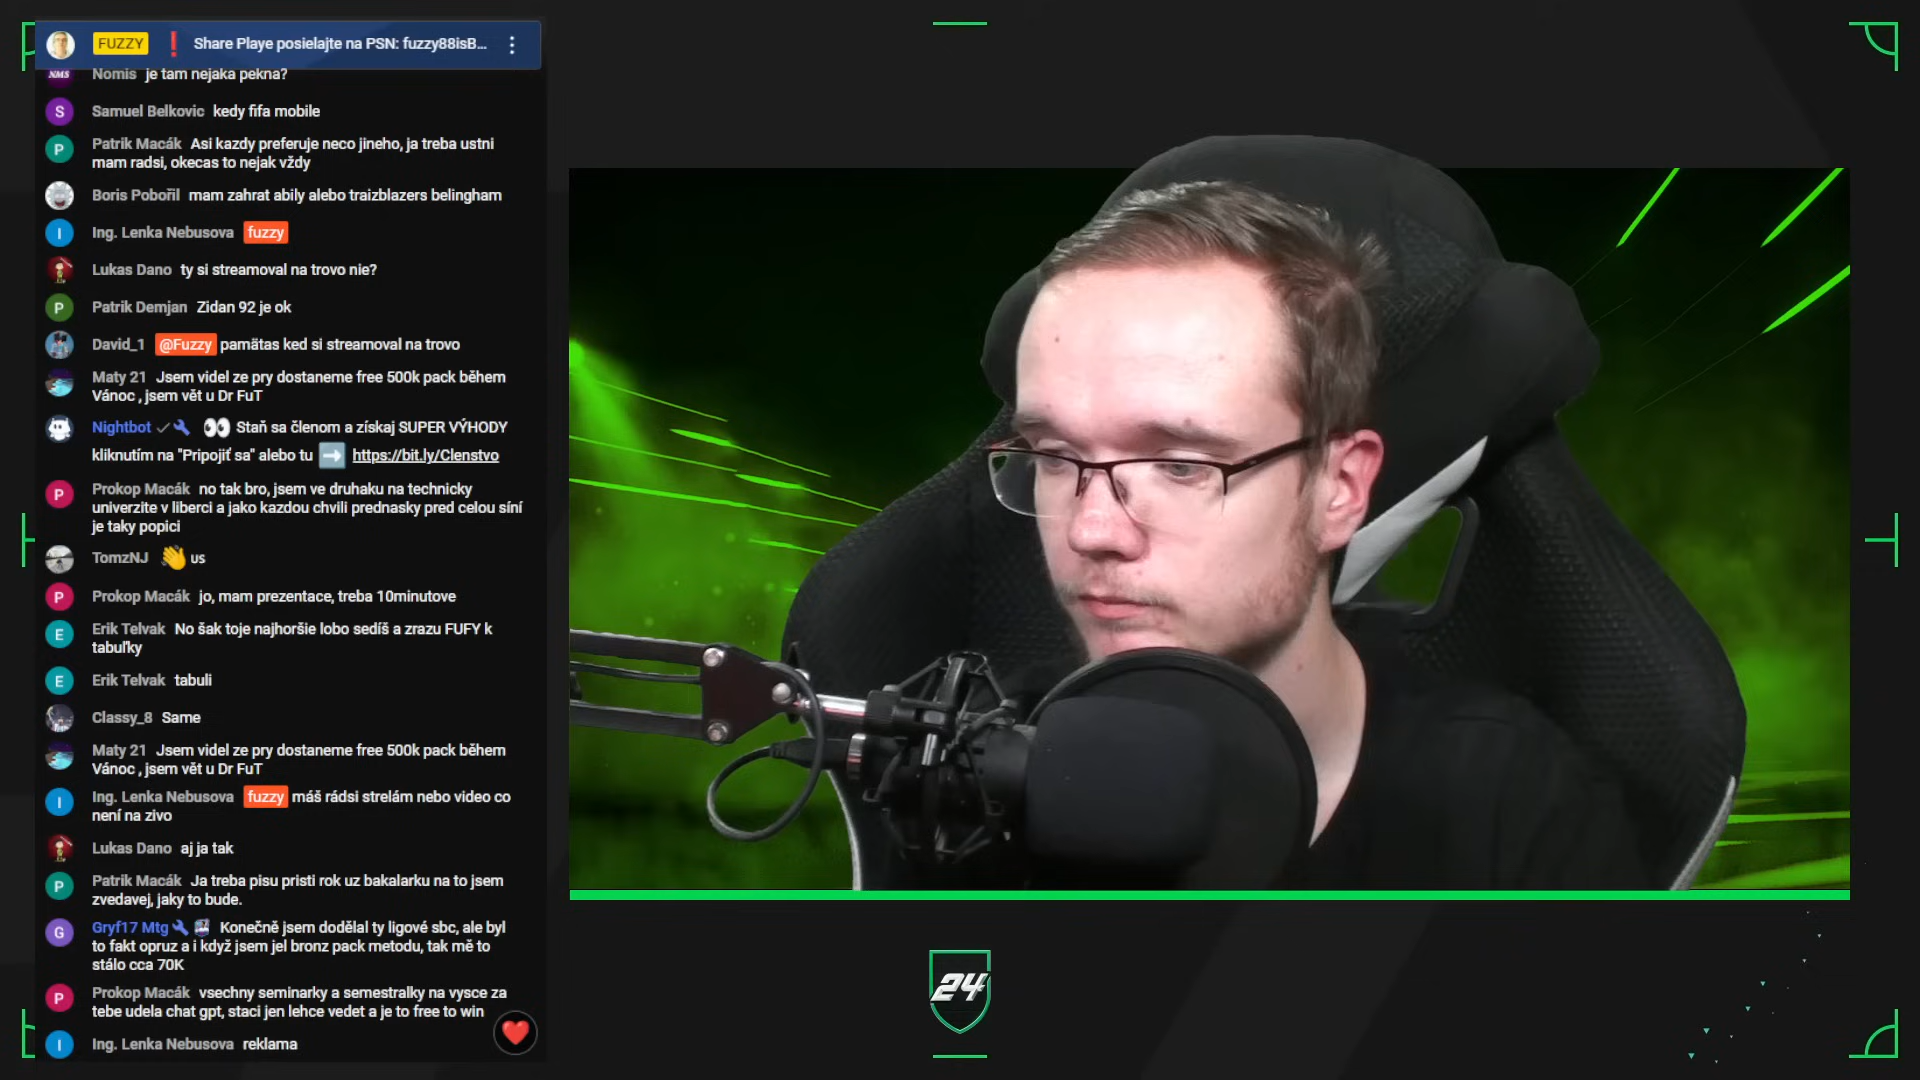 FUZZY ❗ Share Playe posielajte na PSN: fuzzy88isB...
NMS Nomis je tam nejaka pekna?
S Samuel Belkovic kedy fifa mobile
P Patrik Macák Asi kazdy preferuje neco jineho, ja treba ustni
mam radsi, okecas to nejak vždy
Boris Pobořil mam zahrat abily alebo traizblazers belingham
I Ing. Lenka Nebusova fuzzy
Lukas Dano ty si streamoval na trovo nie?
P Patrik Demjan Zidan 92 je ok
David_1 @Fuzzy pamätas ked si streamoval na trovo
Maty 21 Jsem videl ze pry dostaneme free 500k pack během
Vánoc , jsem vět u Dr FuT
Nightbot 👀 Staň sa členom a získaj SUPER VÝHODY
kliknutím na "Pripojiť sa" alebo tu ➡️ https://bit.ly/Clenstvo
P Prokop Macák no tak bro, jsem ve druhaku na technicky
univerzite v liberci a jako kazdou chvili prednasky pred celou síní
je taky popici
TomzNJ 👋 us
P Prokop Macák jo, mam prezentace, treba 10minutove
E Erik Telvak No šak toje najhoršie lobo sedíš a zrazu FUFY k
tabuľky
E Erik Telvak tabuli
Classy_8 Same
Maty 21 Jsem videl ze pry dostaneme free 500k pack během
Vánoc , jsem vět u Dr FuT
I Ing. Lenka Nebusova fuzzy máš rádsi strelám nebo video co
není na zivo
Lukas Dano aj ja tak
P Patrik Macák Ja treba pisu pristi rok uz bakalarku na to jsem
zvedavej, jaky to bude.
G Gryf17 Mtg Konečně jsem dodělal ty ligové sbc, ale byl
to fakt opruz a i když jsem jel bronz pack metodu, tak mě to
stálo cca 70K
P Prokop Macák vsechny seminarky a semestralky na vysce za
tebe udela chat gpt, staci jen lehce vedet a je to free to win
I Ing. Lenka Nebusova reklama
24